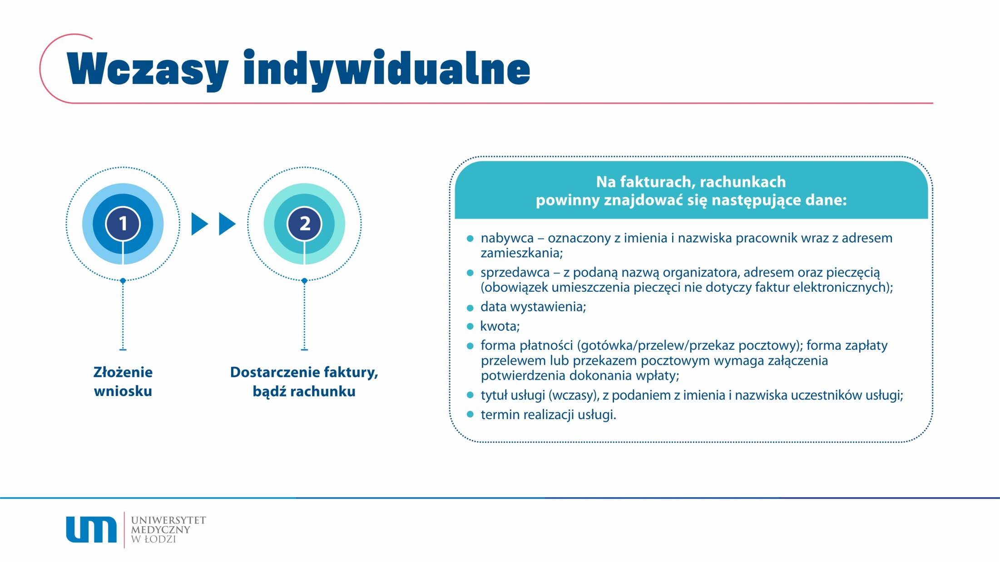 Wczasy indywidualne
1
2
Złożenie
wniosku
Dostarczenie faktury,
bądź rachunku
Na fakturach, rachunkach
powinny znajdować się następujące dane:
nabywca – oznaczony z imienia i nazwiska pracownik wraz z adresem
zamieszkania;
sprzedawca – z podaną nazwą organizatora, adresem oraz pieczęcią
(obowiązek umieszczenia pieczęci nie dotyczy faktur elektronicznych);
data wystawienia;
kwota;
forma płatności (gotówka/przelew/przekaz pocztowy); forma zapłaty
przelewem lub przekazem pocztowym wymaga załączenia
potwierdzenia dokonania wpłaty;
tytuł usługi (wczasy), z podaniem z imienia i nazwiska uczestników usługi;
termin realizacji usługi.
um
UNIWERSYTET
MEDYCZNY
W ŁODZI